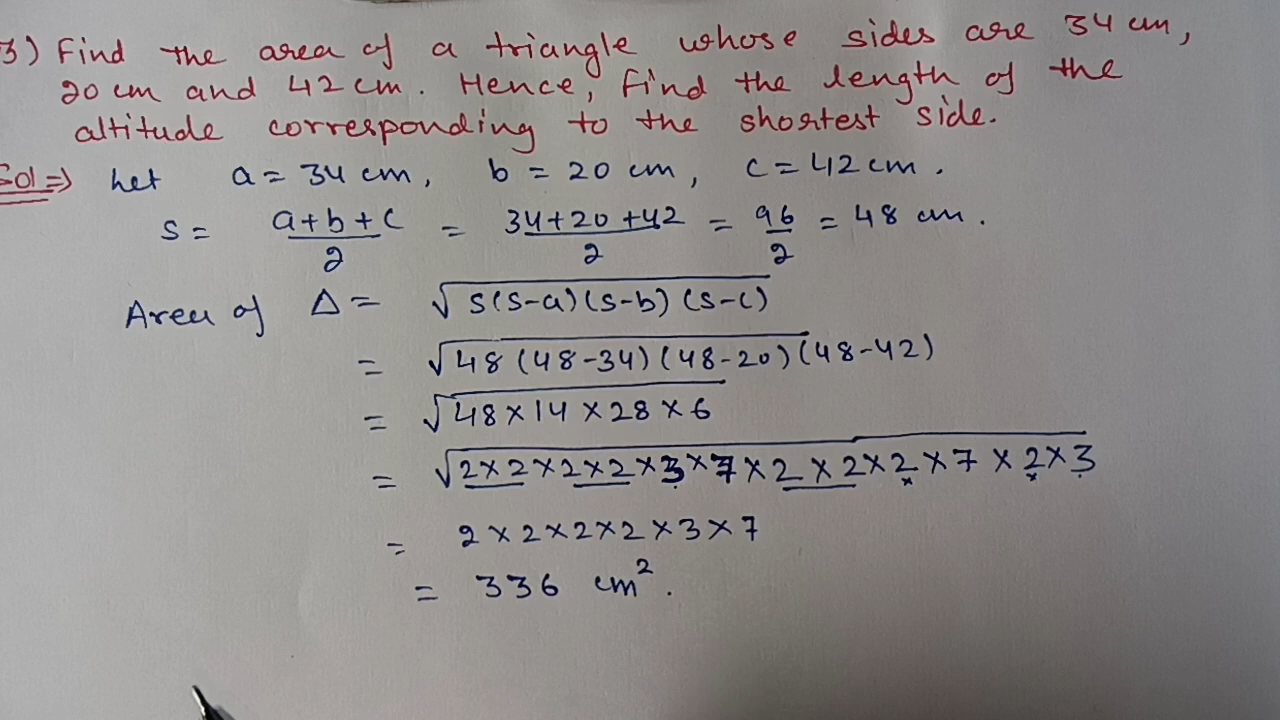 3) Find the area of a triangle whose sides are 34 cm,
20 cm and 42 cm. Hence, find the length of the
altitude corresponding to the shortest side.
Sol⇒ Let a = 34 cm, b = 20 cm, c = 42 cm.
s = a+b+c/2 = 34+20+42/2 = 96/2 = 48 cm.
Area of Δ = √s(s-a)(s-b)(s-c)
= √48(48-34)(48-20)(48-42)
= √48×14×28×6
= √2×2×2×2×3×7×2×2×2×7×2×3
= 2×2×2×2×3×7
= 336 cm².